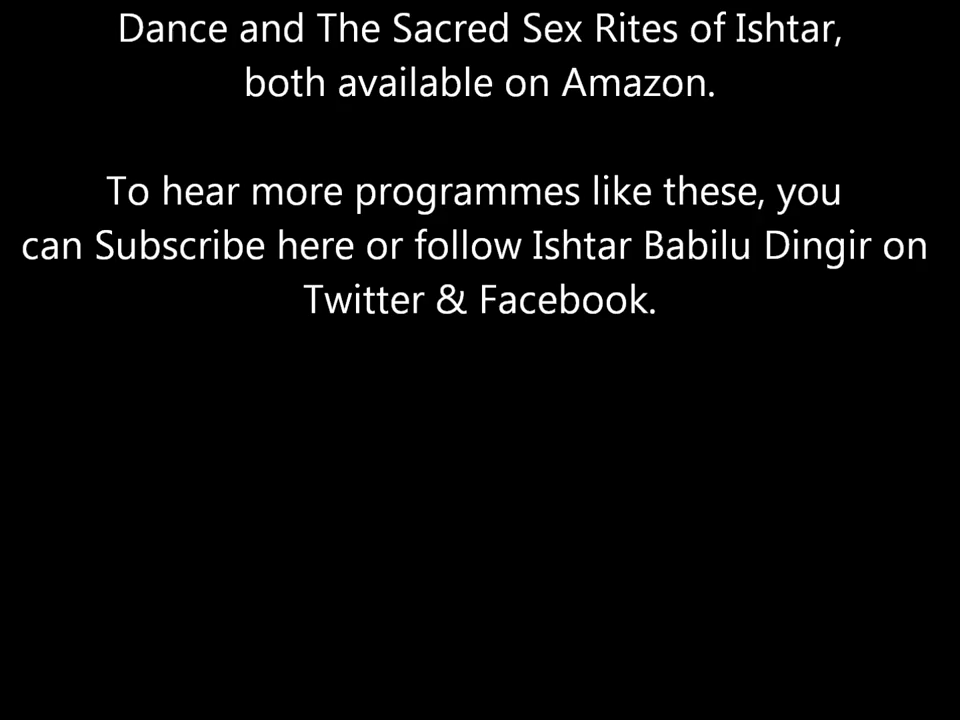 Dance and The Sacred Sex Rites of Ishtar,
both available on Amazon.
To hear more programmes like these, you
can Subscribe here or follow Ishtar Babilu Dingir on
Twitter & Facebook.